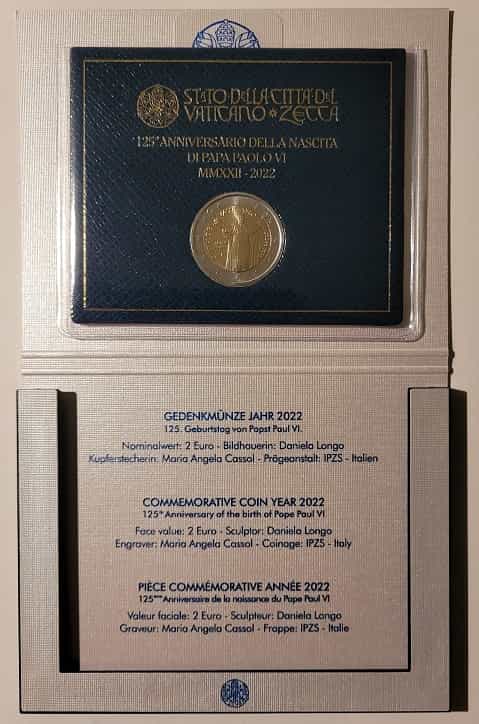 STATO DELLA CITTÀ DEL
VATICANO ZECCA
125° ANNIVERSARIO DELLA NASCITA
DI PAPA PAOLO VI
MMXXII - 2022
GEDENKMÜNZE JAHR 2022
125. Geburtstag von Papst Paul VI.
Nominalwert: 2 Euro - Bildhauerin: Daniela Longo
Kupferstecherin: Maria Angela Cassol - Prögeanstalt: IPZS - Italien
COMMEMORATIVE COIN YEAR 2022
125th Anniversary of the birth of Pope Paul VI
Face value: 2 Euro - Sculptor: Daniela Longo
Engraver: Maria Angela Cassol - Coinage: IPZS - Italy
PIÈCE COMMÉMORATIVE ANNÉE 2022
125ème Anniversaire de la naissance du Pape Paul VI
Valeur faciale: 2 Euro - Sculpteur: Daniela Longo
Graveur: Maria Angela Cassol - Frappe: IPZS - Italie